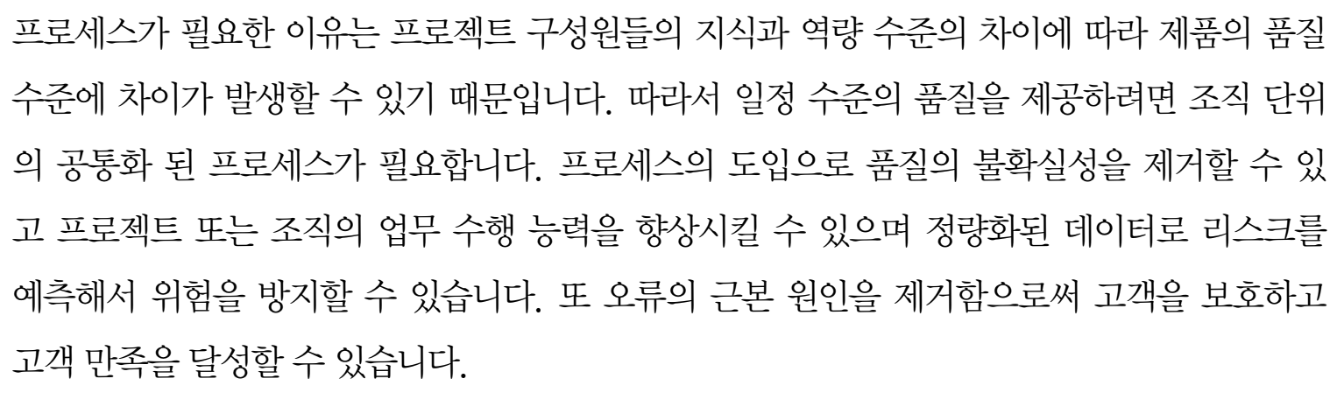 프로세스가 필요한 이유는 프로젝트 구성원들의 지식과 역량 수준의 차이에 따라 제품의 품질
수준에 차이가 발생할 수 있기 때문입니다. 따라서 일정 수준의 품질을 제공하려면 조직 단위
의 공통화 된 프로세스가 필요합니다. 프로세스의 도입으로 품질의 불확실성을 제거할 수 있
고 프로젝트 또는 조직의 업무 수행 능력을 향상시킬 수 있으며 정량화된 데이터로 리스크를
예측해서 위험을 방지할 수 있습니다. 또 오류의 근본 원인을 제거함으로써 고객을 보호하고
고객 만족을 달성할 수 있습니다.